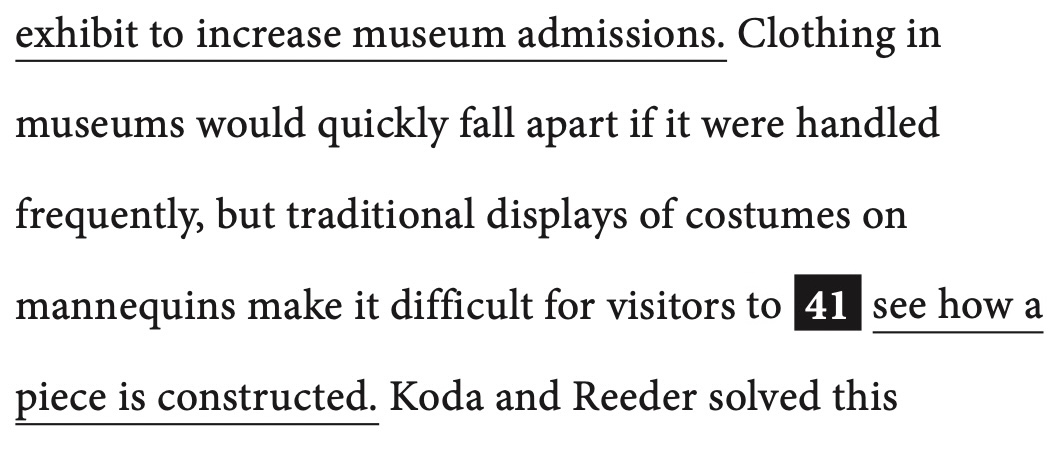 exhibit to increase museum admissions. Clothing in
museums would quickly fall apart if it were handled
frequently, but traditional displays of costumes on
mannequins make it difficult for visitors to 41 see how a
piece is constructed. Koda and Reeder solved this